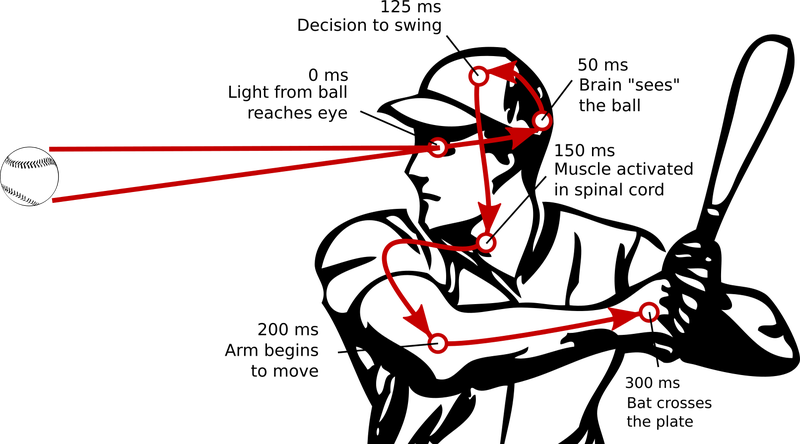 125 ms
Decision to swing
0 ms
Light from ball
reaches eye
50 ms
Brain "sees"
the ball
150 ms
Muscle activated
in spinal cord
200 ms
Arm begins
to move
300 ms
Bat crosses
the plate